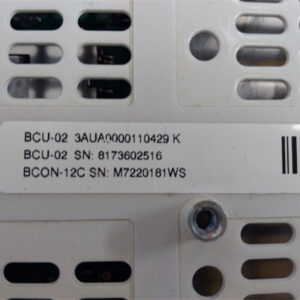 BCU-02 3AUA0000110429 K
BCU-02 SN: 8173602516
BCON-12C SN: M7220181WS